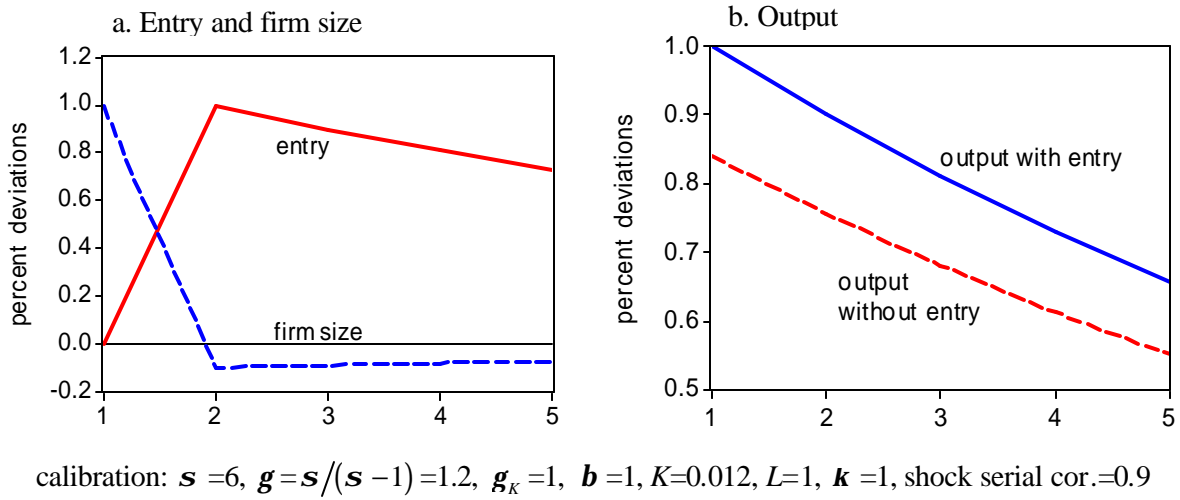 a. Entry and firm size
b. Output
percent deviations
1.2
1.0
0.8
0.6
0.4
0.2
0.0
-0.2
entry
firm size
1 2 3 4 5
percent deviations
1.0
0.9
0.8
0.7
0.6
0.5
output with entry
output
without entry
1 2 3 4 5
calibration: s =6, g = s/(s −1) =1.2, g_K =1, b =1, K=0.012, L=1, k =1, shock serial cor.=0.9